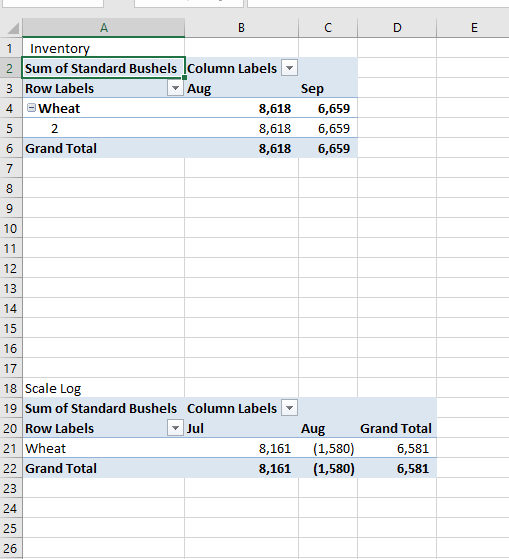 A B C D E
1 Inventory
2 Sum of Standard Bushels Column Labels
3 Row Labels Aug Sep
4 Wheat 8,618 6,659
5 2 8,618 6,659
6 Grand Total 8,618 6,659
7
8
9
10
11
12
13
14
15
16
17
18 Scale Log
19 Sum of Standard Bushels Column Labels
20 Row Labels Jul Aug Grand Total
21 Wheat 8,161 (1,580) 6,581
22 Grand Total 8,161 (1,580) 6,581
23
24
25
26